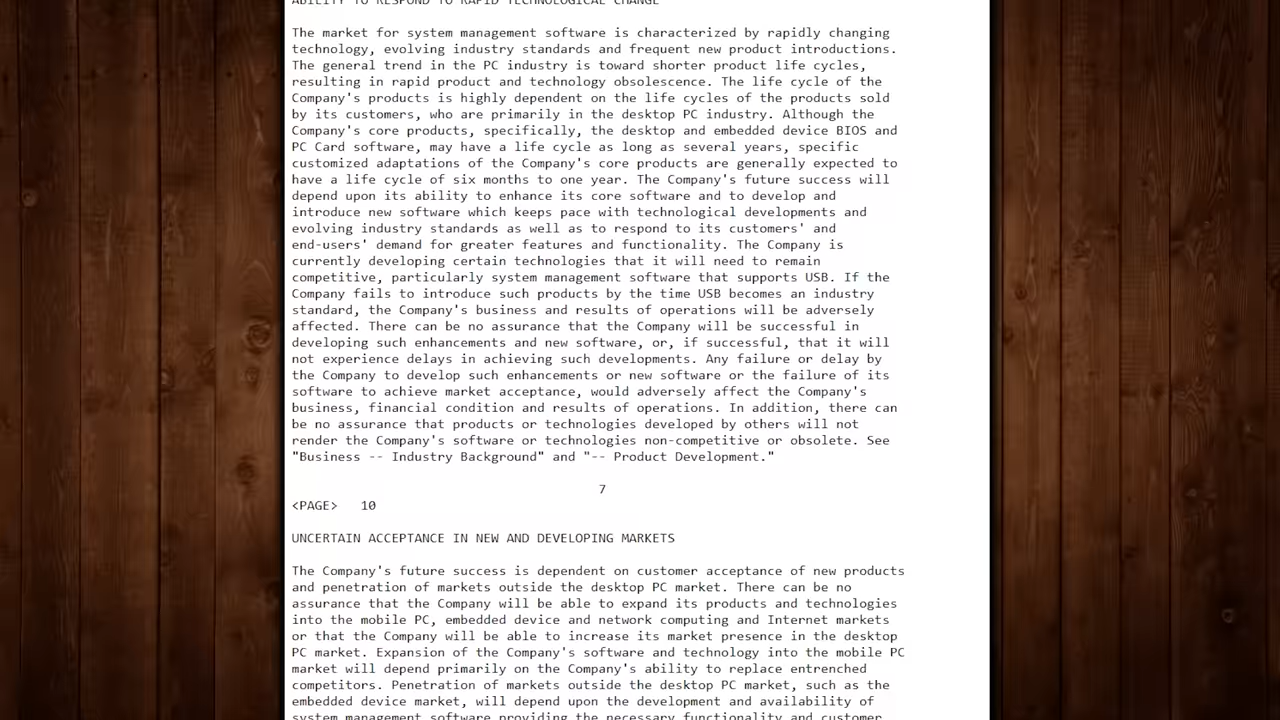 ABILITY TO RESPOND TO RAPID TECHNOLOGICAL CHANGE
The market for system management software is characterized by rapidly changing
technology, evolving industry standards and frequent new product introductions.
The general trend in the PC industry is toward shorter product life cycles,
resulting in rapid product and technology obsolescence. The life cycle of the
Company's products is highly dependent on the life cycles of the products sold
by its customers, who are primarily in the desktop PC industry. Although the
Company's core products, specifically, the desktop and embedded device BIOS and
PC Card software, may have a life cycle as long as several years, specific
customized adaptations of the Company's core products are generally expected to
have a life cycle of six months to one year. The Company's future success will
depend upon its ability to enhance its core software and to develop and
introduce new software which keeps pace with technological developments and
evolving industry standards as well as to respond to its customers' and
end-users' demand for greater features and functionality. The Company is
currently developing certain technologies that it will need to remain
competitive, particularly system management software that supports USB. If the
Company fails to introduce such products by the time USB becomes an industry
standard, the Company's business and results of operations will be adversely
affected. There can be no assurance that the Company will be successful in
developing such enhancements and new software, or, if successful, that it will
not experience delays in achieving such developments. Any failure or delay by
the Company to develop such enhancements or new software or the failure of its
software to achieve market acceptance, would adversely affect the Company's
business, financial condition and results of operations. In addition, there can
be no assurance that products or technologies developed by others will not
render the Company's software or technologies non-competitive or obsolete. See
"Business -- Industry Background" and "-- Product Development."
7
<PAGE> 10
UNCERTAIN ACCEPTANCE IN NEW AND DEVELOPING MARKETS
The Company's future success is dependent on customer acceptance of new products
and penetration of markets outside the desktop PC market. There can be no
assurance that the Company will be able to expand its products and technologies
into the mobile PC, embedded device and network computing and Internet markets
or that the Company will be able to increase its market presence in the desktop
PC market. Expansion of the Company's software and technology into the mobile PC
market will depend primarily on the Company's ability to replace entrenched
competitors. Penetration of markets outside the desktop PC market, such as the
embedded device market, will depend upon the development and availability of
system management software providing the necessary functionality and customer